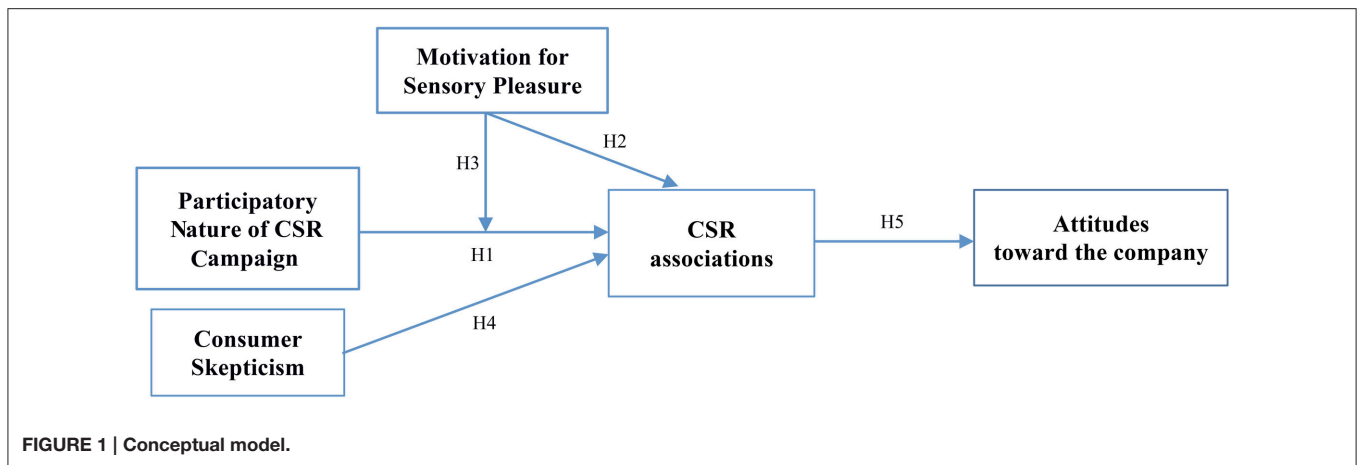 Motivation for
Sensory Pleasure
H2
H3
Participatory
Nature of CSR
Campaign
H1
CSR
associations
H5
Attitudes
toward the company
H4
Consumer
Skepticism
FIGURE 1 | Conceptual model.